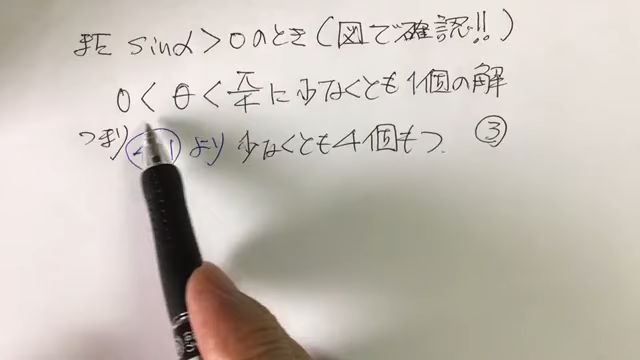 また sinα>0のとき(図で確認!!)
0<θ<π/4に少なくとも1個の解
つまり より 少なくとも4個もつ ③